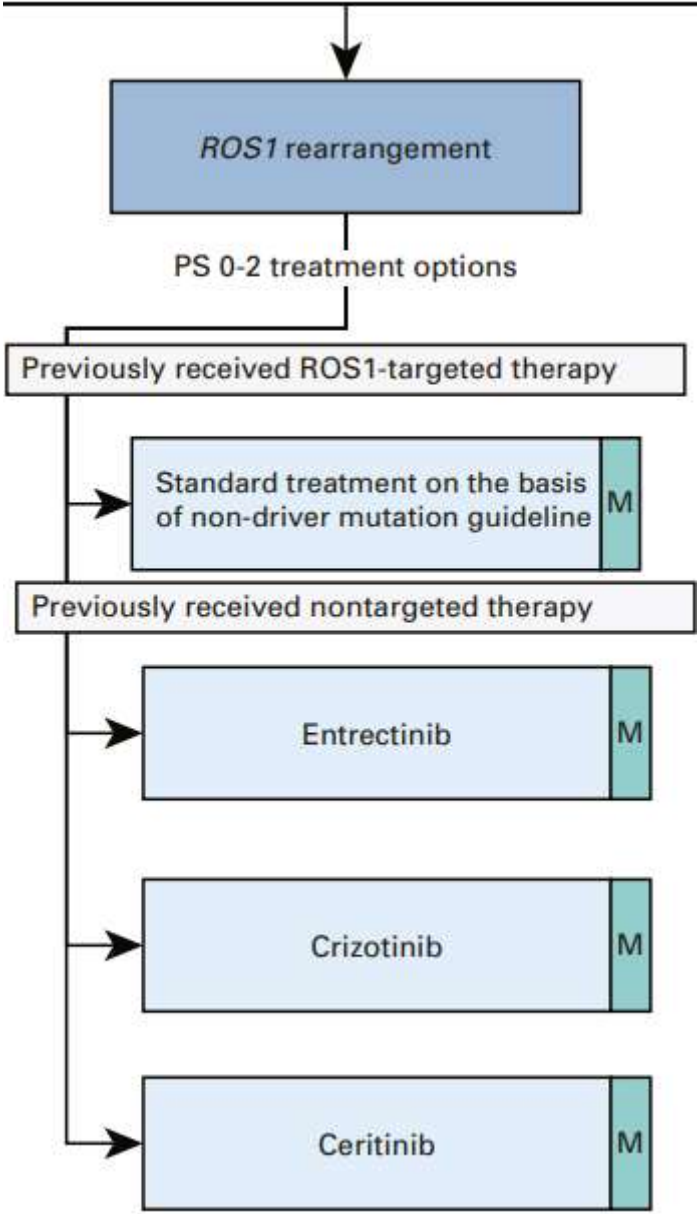 ROS1 rearrangement
PS 0-2 treatment options
Previously received ROS1-targeted therapy
Standard treatment on the basis
of non-driver mutation guideline
M
Previously received nontargeted therapy
Entrectinib
M
Crizotinib
M
Ceritinib
M